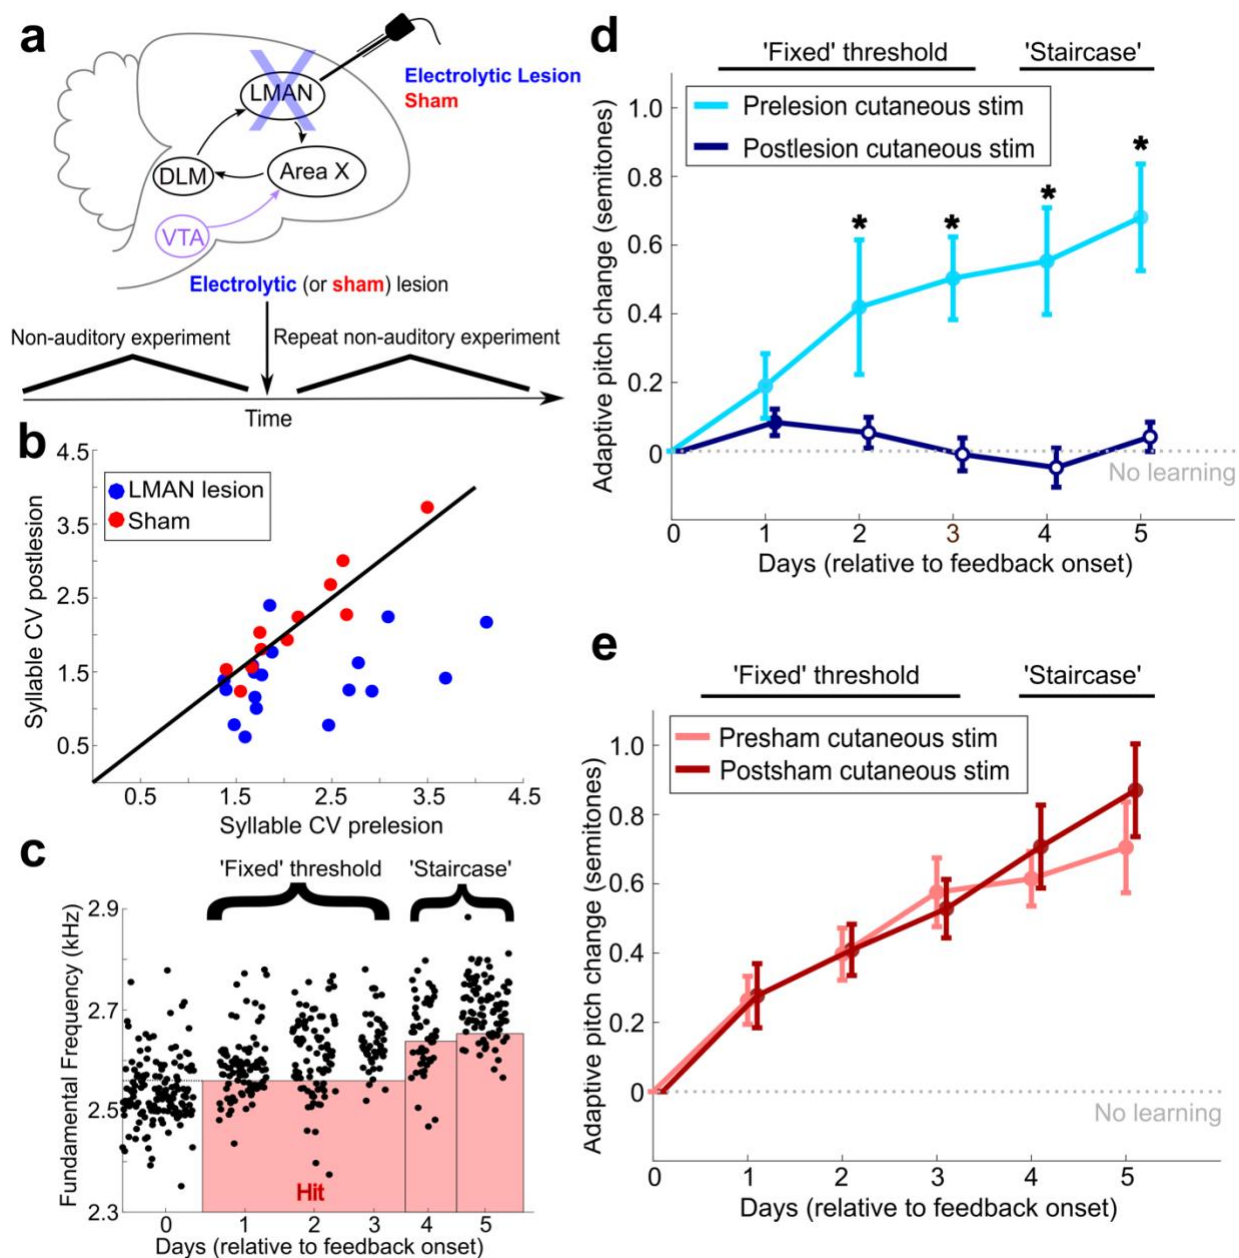 a
LMAN
Electrolytic Lesion
Sham
DLM
Area X
VTA
Electrolytic (or sham) lesion
Non-auditory experiment
Repeat non-auditory experiment
Time
b
4.5
3.5
2.5
1.5
0.5
LMAN lesion
Sham
Syllable CV postlesion
0.5 1.5 2.5 3.5 4.5
Syllable CV prelesion
c
'Fixed' threshold
'Staircase'
2.9
2.7
2.5
2.3
Fundamental Frequency (kHz)
Hit
0 1 2 3 4 5
Days (relative to feedback onset)
d
'Fixed' threshold
'Staircase'
Prelesion cutaneous stim
Postlesion cutaneous stim
1.0
0.8
0.6
0.4
0.2
0
Adaptive pitch change (semitones)
* * * *
No learning
0 1 2 3 4 5
Days (relative to feedback onset)
e
'Fixed' threshold
'Staircase'
Presham cutaneous stim
Postsham cutaneous stim
1.0
0.8
0.6
0.4
0.2
0
Adaptive pitch change (semitones)
No learning
0 1 2 3 4 5
Days (relative to feedback onset)